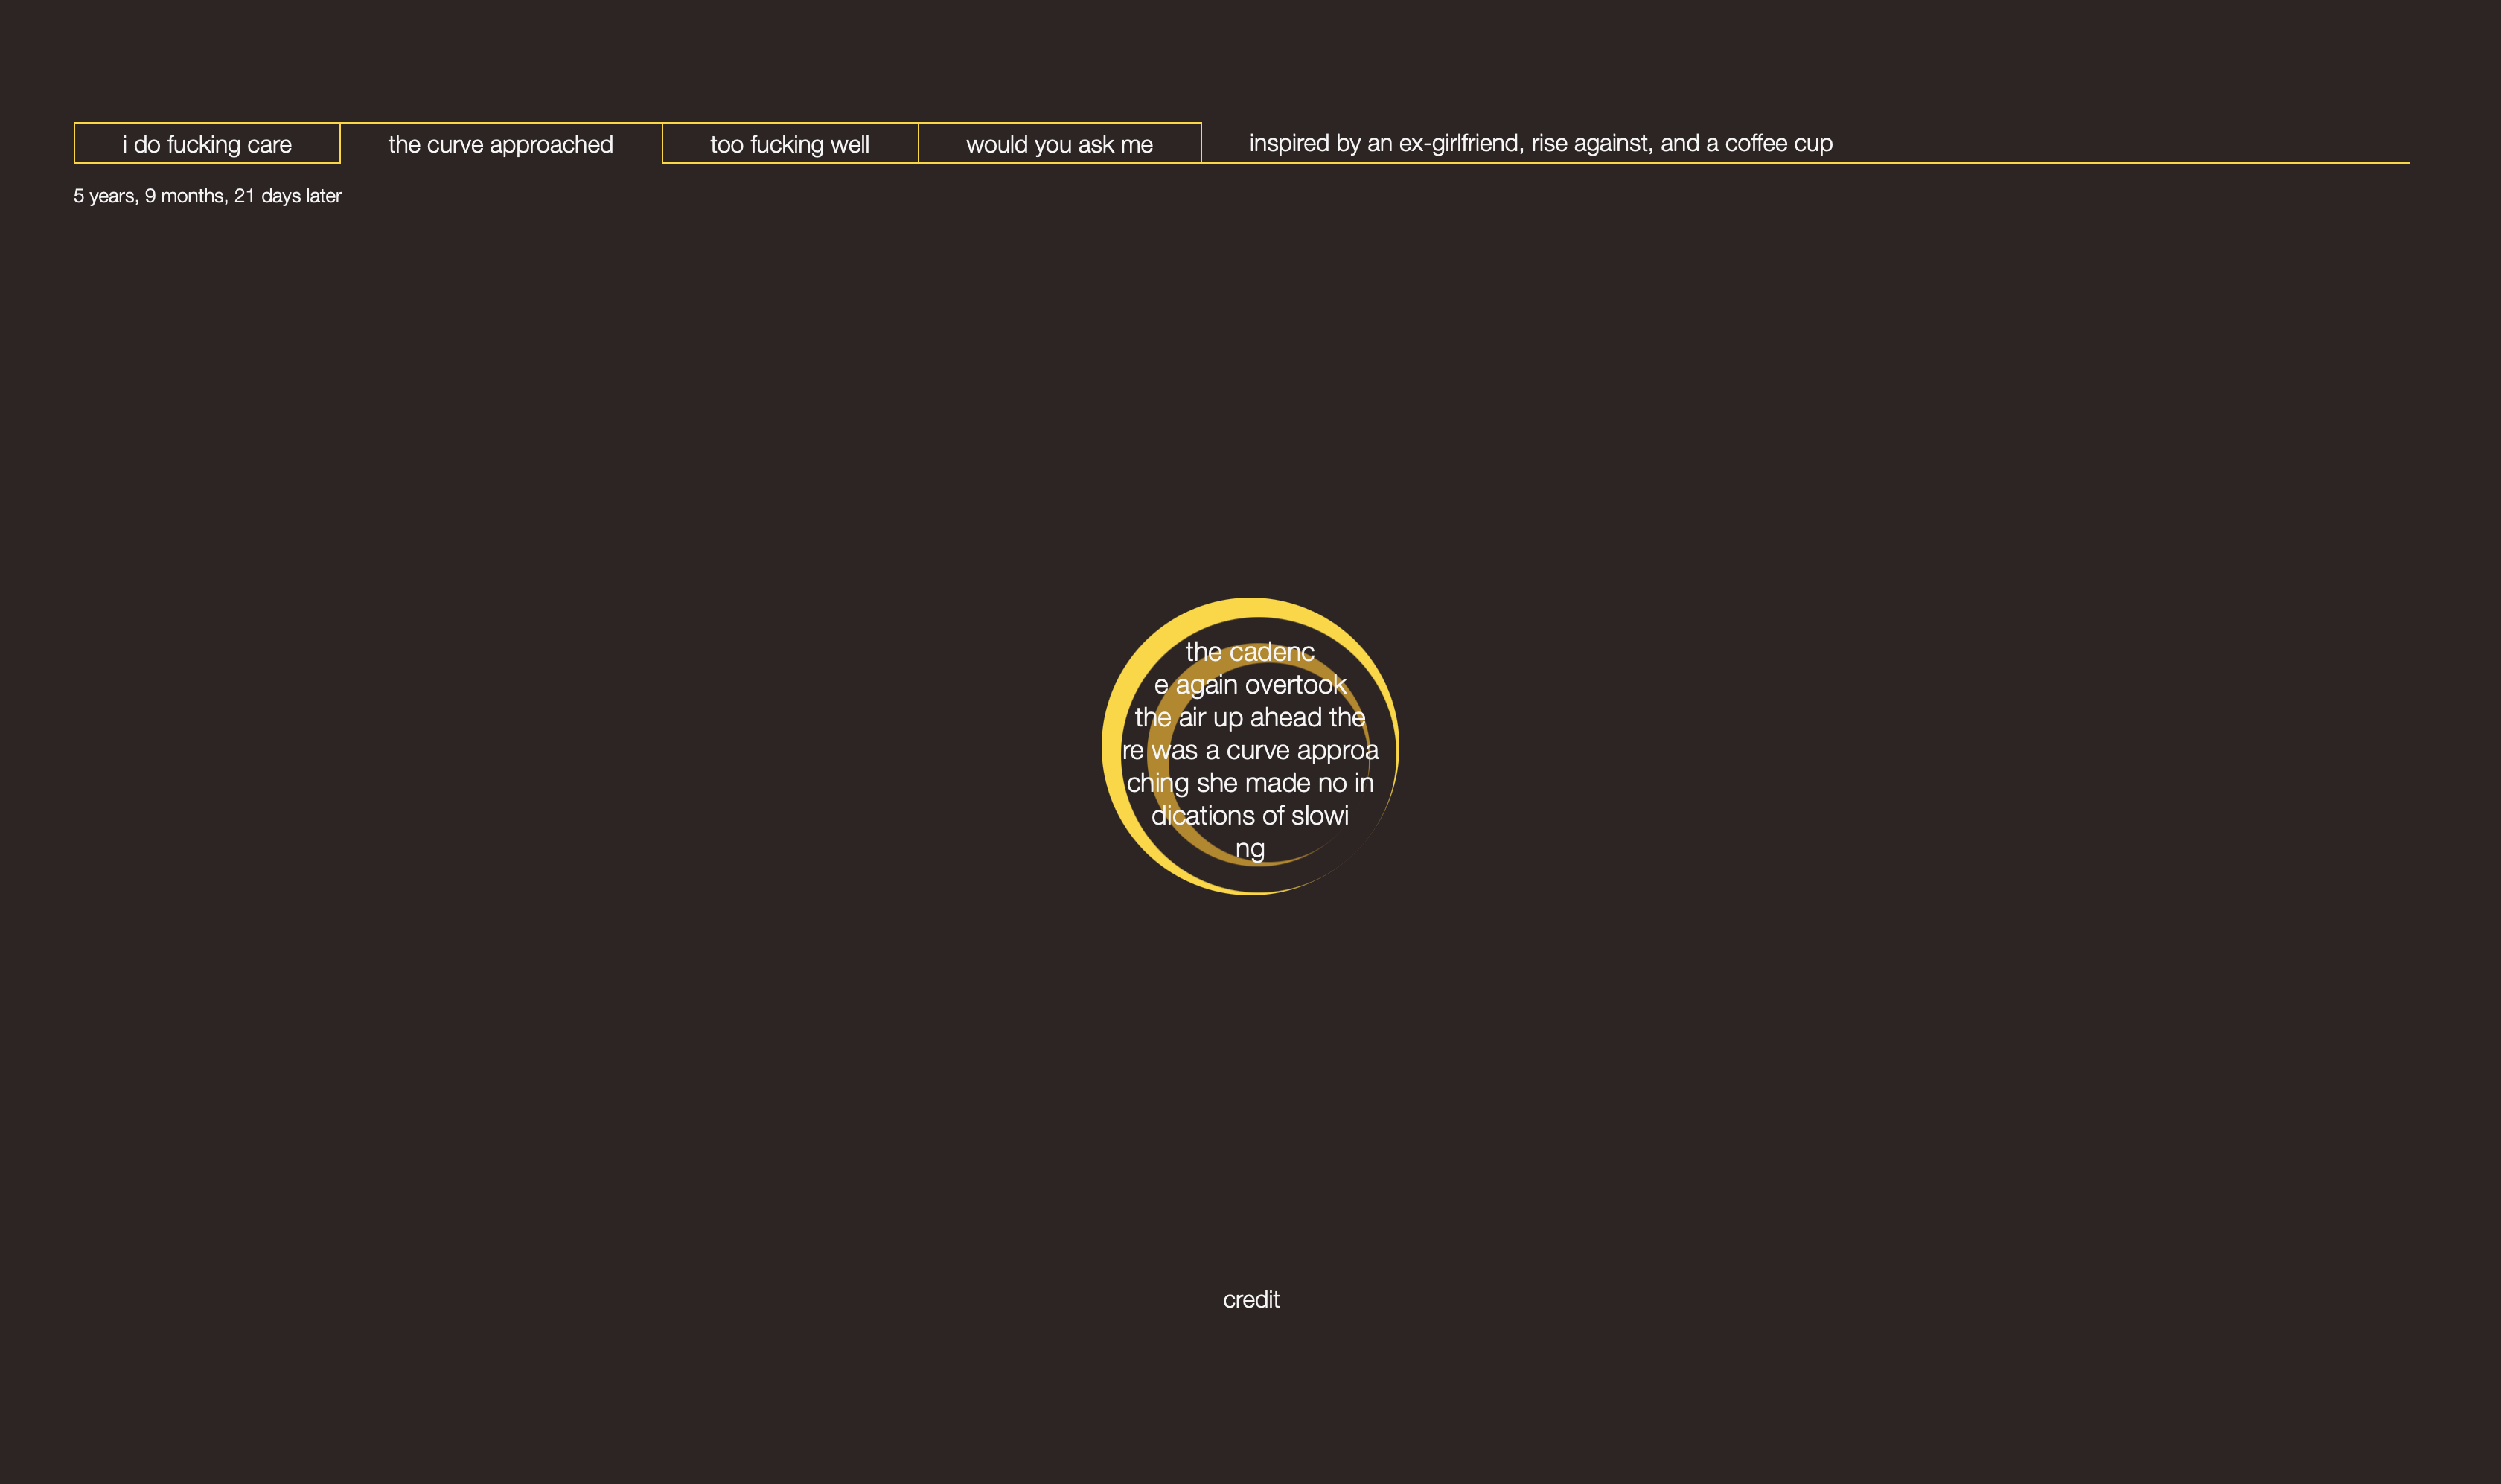 i do fucking care
the curve approached
too fucking well
would you ask me
inspired by an ex-girlfriend, rise against, and a coffee cup
5 years, 9 months, 21 days later
the cadenc
e again overtook
the air up ahead the
re was a curve approa
ching she made no in
dications of slowi
ng
credit